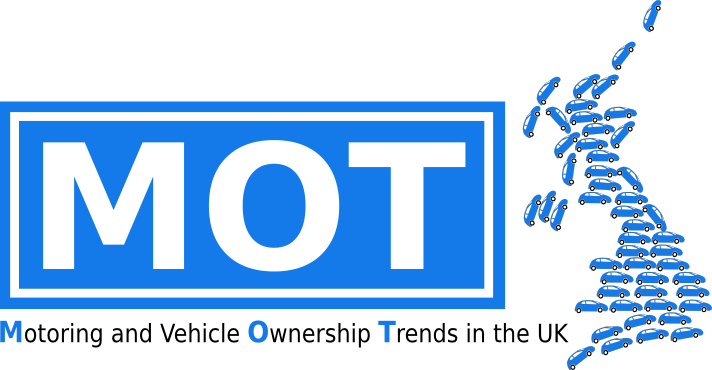 MOT
Motoring and Vehicle Ownership Trends in the UK